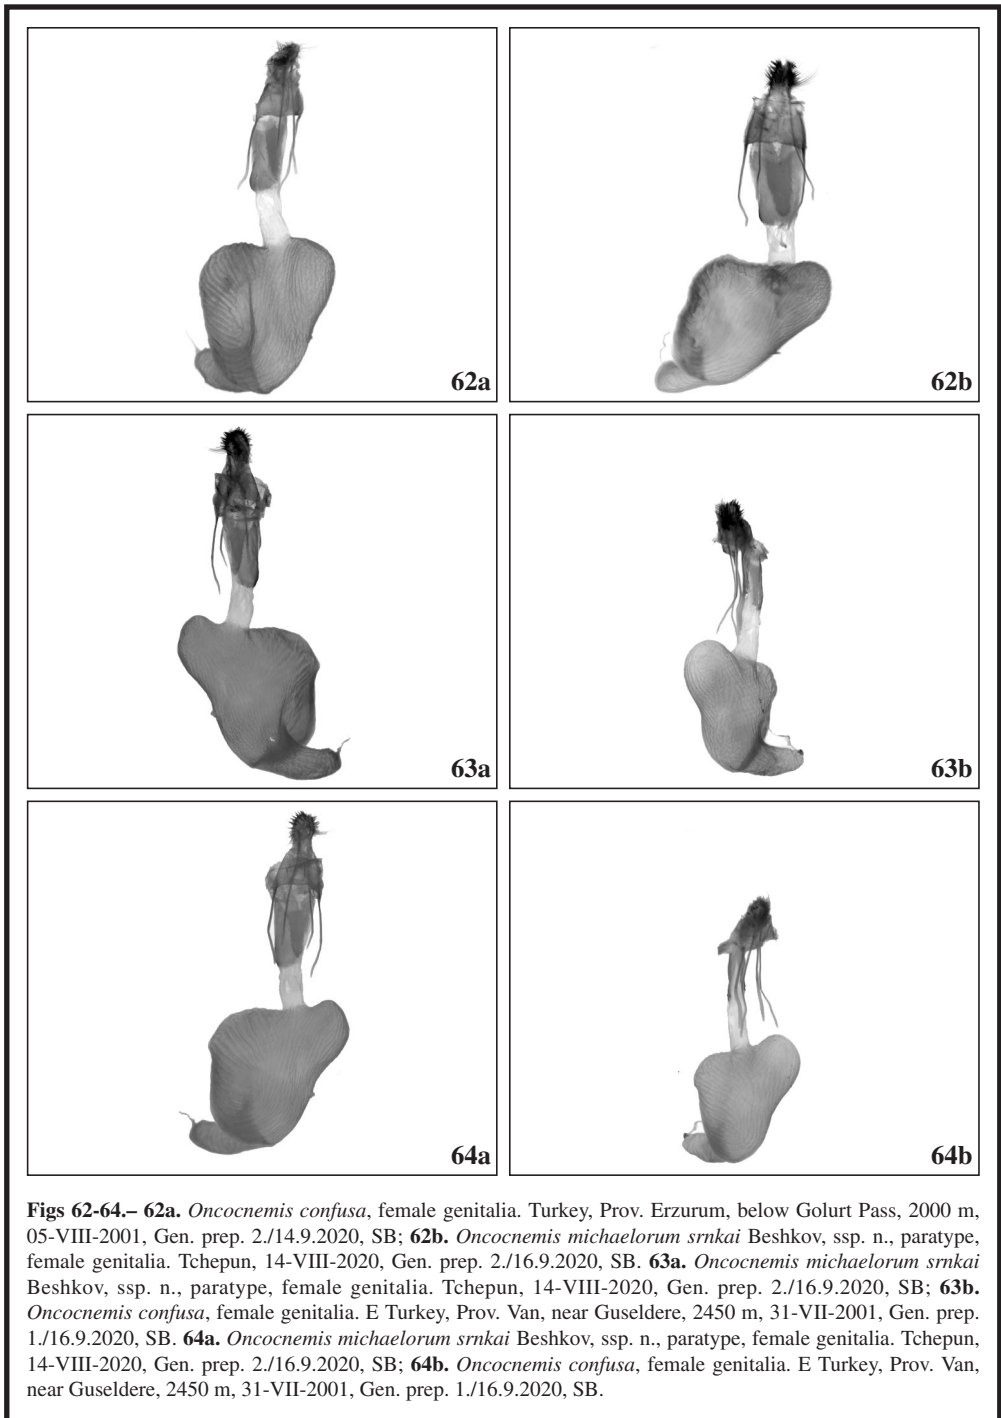 62a
62b
63a
63b
64a
64b
Figs 62-64.– 62a. Oncocnemis confusa, female genitalia. Turkey, Prov. Erzurum, below Golurt Pass, 2000 m,
05-VIII-2001, Gen. prep. 2./14.9.2020, SB; 62b. Oncocnemis michaelorum srnkai Beshkov, ssp. n., paratype,
female genitalia. Tchepun, 14-VIII-2020, Gen. prep. 2./16.9.2020, SB. 63a. Oncocnemis michaelorum srnkai
Beshkov, ssp. n., paratype, female genitalia. Tchepun, 14-VIII-2020, Gen. prep. 2./16.9.2020, SB; 63b.
Oncocnemis confusa, female genitalia. E Turkey, Prov. Van, near Guseldere, 2450 m, 31-VII-2001, Gen. prep.
1./16.9.2020, SB. 64a. Oncocnemis michaelorum srnkai Beshkov, ssp. n., paratype, female genitalia. Tchepun,
14-VIII-2020, Gen. prep. 2./16.9.2020, SB; 64b. Oncocnemis confusa, female genitalia. E Turkey, Prov. Van,
near Guseldere, 2450 m, 31-VII-2001, Gen. prep. 1./16.9.2020, SB.